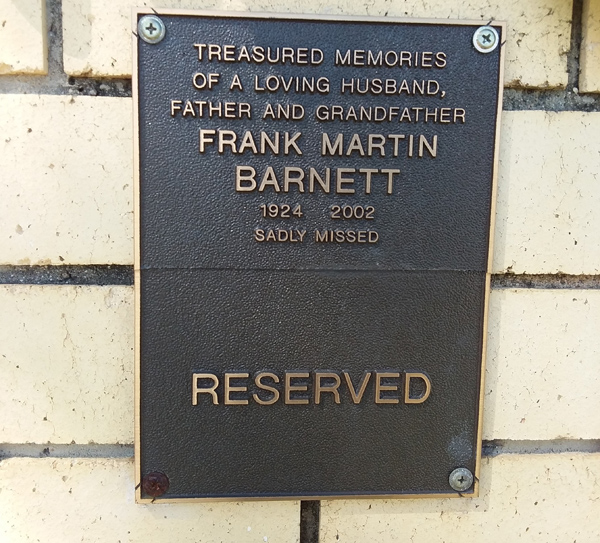 TREASURED MEMORIES
OF A LOVING HUSBAND,
FATHER AND GRANDFATHER
FRANK MARTIN
BARNETT
1924 2002
SADLY MISSED
RESERVED